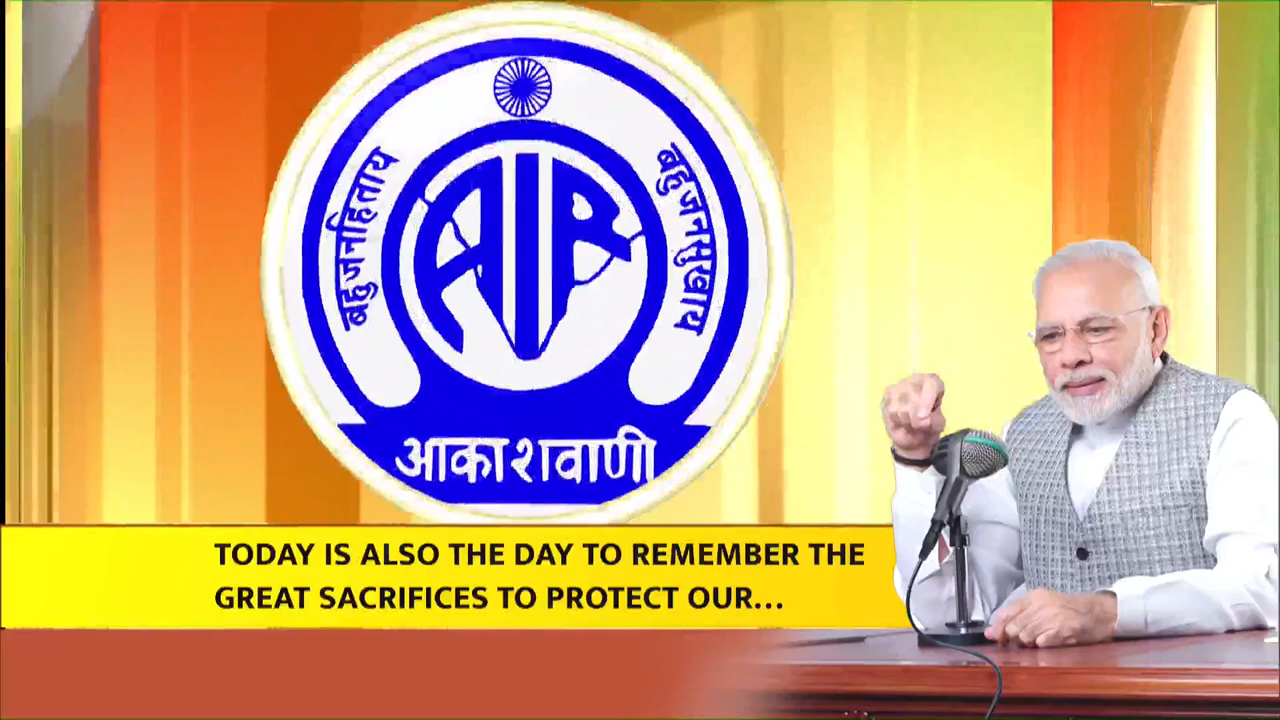 बहुजनहिताय
बहुजनसुखाय
AIR
आकाशवाणी
TODAY IS ALSO THE DAY TO REMEMBER THE
GREAT SACRIFICES TO PROTECT OUR...